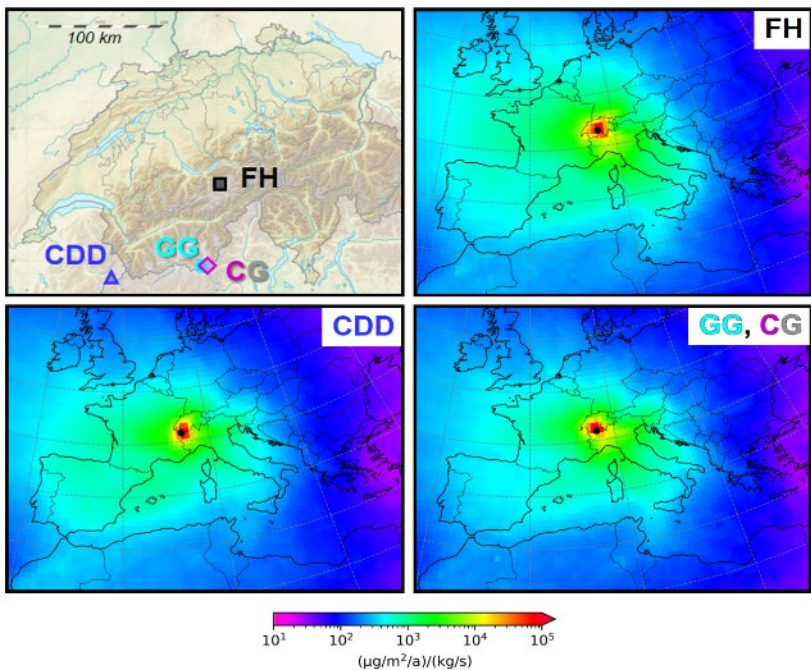 100 km
FH
GG
CDD
CG
FH
CDD
GG, CG
10¹ 10² 10³ 10⁴ 10⁵
(µg/m²/a)/(kg/s)